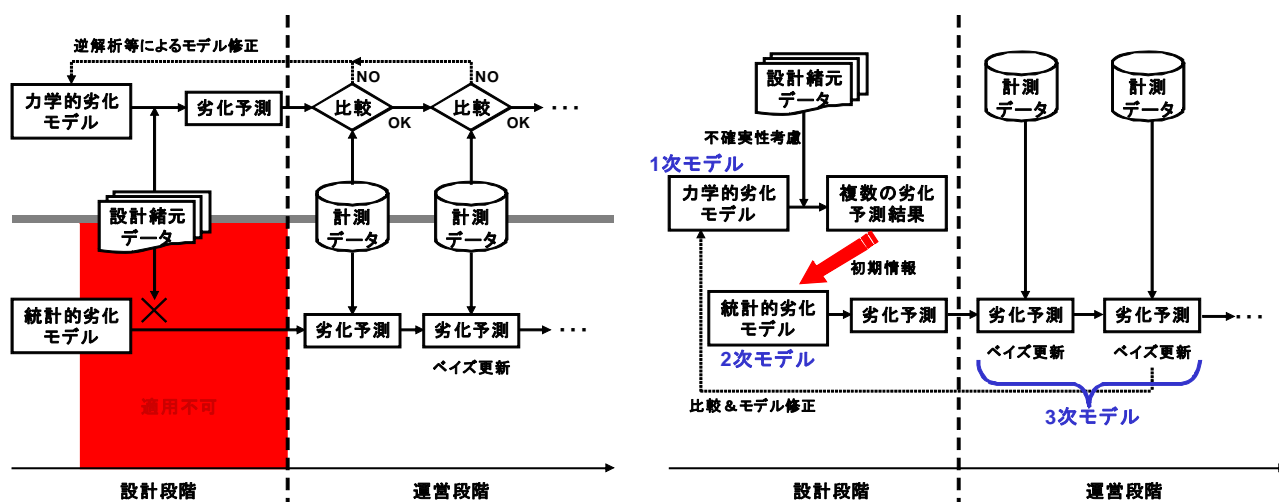 逆解析等によるモデル修正
NO
NO
力学的劣化
モデル
劣化予測
比較
比較
OK
OK
・・・
設計緒元
データ
計測
データ
計測
データ
統計的劣化
モデル
劣化予測
劣化予測
・・・
ベイズ更新
適用不可
設計段階
運営段階
設計緒元
データ
計測
データ
計測
データ
不確実性考慮
1次モデル
力学的劣化
モデル
複数の劣化
予測結果
初期情報
統計的劣化
モデル
劣化予測
劣化予測
劣化予測
・・・
2次モデル
ベイズ更新
ベイズ更新
比較&モデル修正
3次モデル
設計段階
運営段階